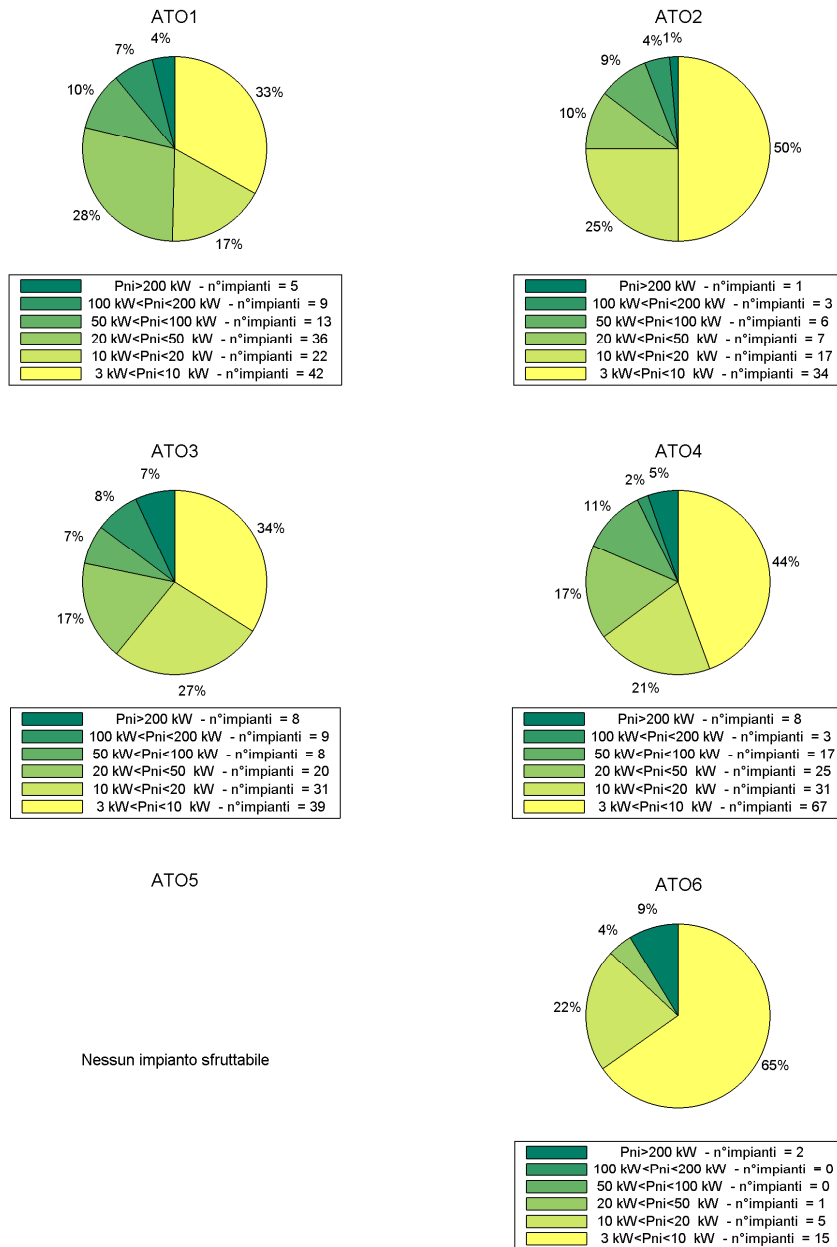 ATO1
4%
7%
10%
33%
28%
17%
Pni>200 kW - n°impianti = 5
100 kW<Pni<200 kW - n°impianti = 9
50 kW<Pni<100 kW - n°impianti = 13
20 kW<Pni<50 kW - n°impianti = 36
10 kW<Pni<20 kW - n°impianti = 22
3 kW<Pni<10 kW - n°impianti = 42
ATO2
1%
4%
9%
10%
50%
25%
Pni>200 kW - n°impianti = 1
100 kW<Pni<200 kW - n°impianti = 3
50 kW<Pni<100 kW - n°impianti = 6
20 kW<Pni<50 kW - n°impianti = 7
10 kW<Pni<20 kW - n°impianti = 17
3 kW<Pni<10 kW - n°impianti = 34
ATO3
7%
8%
7%
34%
17%
27%
Pni>200 kW - n°impianti = 8
100 kW<Pni<200 kW - n°impianti = 9
50 kW<Pni<100 kW - n°impianti = 8
20 kW<Pni<50 kW - n°impianti = 20
10 kW<Pni<20 kW - n°impianti = 31
3 kW<Pni<10 kW - n°impianti = 39
ATO4
5%
2%
11%
44%
17%
21%
Pni>200 kW - n°impianti = 8
100 kW<Pni<200 kW - n°impianti = 3
50 kW<Pni<100 kW - n°impianti = 17
20 kW<Pni<50 kW - n°impianti = 25
10 kW<Pni<20 kW - n°impianti = 31
3 kW<Pni<10 kW - n°impianti = 67
ATO5
Nessun impianto sfruttabile
ATO6
9%
4%
22%
65%
Pni>200 kW - n°impianti = 2
100 kW<Pni<200 kW - n°impianti = 0
50 kW<Pni<100 kW - n°impianti = 0
20 kW<Pni<50 kW - n°impianti = 1
10 kW<Pni<20 kW - n°impianti = 5
3 kW<Pni<10 kW - n°impianti = 15